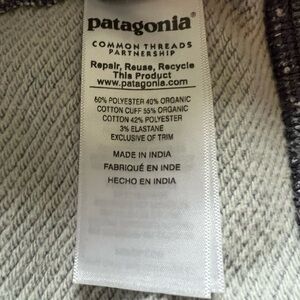 patagonia®
COMMON THREADS
PARTNERSHIP
Repair, Reuse, Recycle
This Product
www.patagonia.com
60% POLYESTER 40% ORGANIC
COTTON CUFF 55% ORGANIC
COTTON 42% POLYESTER
3% ELASTANE
EXCLUSIVE OF TRIM
MADE IN INDIA
FABRIQUÉ EN INDE
HECHO EN INDIA